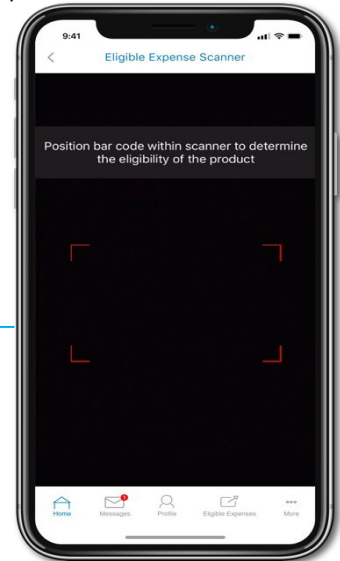 9:41
Eligible Expense Scanner
Position bar code within scanner to determine
the eligibility of the product
1
Home
Messages
Profile
Eligible Expenses
More